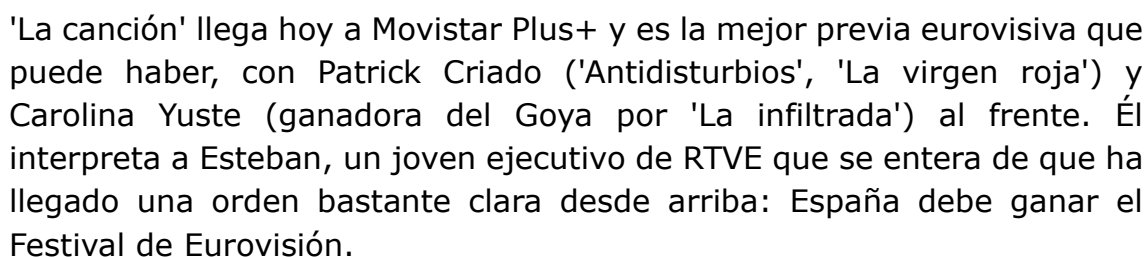 'La canción' llega hoy a Movistar Plus+ y es la mejor previa eurovisiva que
puede haber, con Patrick Criado ('Antidisturbios', 'La virgen roja') y
Carolina Yuste (ganadora del Goya por 'La infiltrada') al frente. Él
interpreta a Esteban, un joven ejecutivo de RTVE que se entera de que ha
llegado una orden bastante clara desde arriba: España debe ganar el
Festival de Eurovisión.